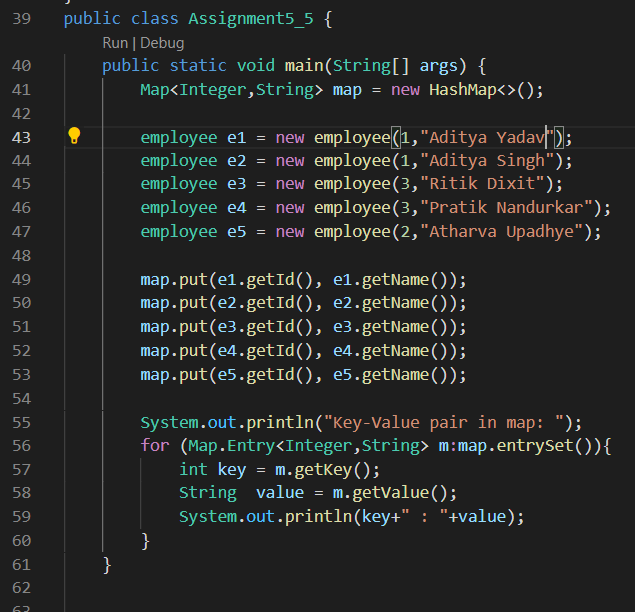 }
39 public class Assignment5_5 {
Run | Debug
40 public static void main(String[] args) {
41 Map<Integer,String> map = new HashMap<>();
42
43 employee e1 = new employee(1,"Aditya Yadav");
44 employee e2 = new employee(1,"Aditya Singh");
45 employee e3 = new employee(3,"Ritik Dixit");
46 employee e4 = new employee(3,"Pratik Nandurkar");
47 employee e5 = new employee(2,"Atharva Upadhye");
48
49 map.put(e1.getId(), e1.getName());
50 map.put(e2.getId(), e2.getName());
51 map.put(e3.getId(), e3.getName());
52 map.put(e4.getId(), e4.getName());
53 map.put(e5.getId(), e5.getName());
54
55 System.out.println("Key-Value pair in map: ");
56 for (Map.Entry<Integer,String> m:map.entrySet()){
57 int key = m.getKey();
58 String  value = m.getValue();
59 System.out.println(key+" : "+value);
60 }
61 }
62
63